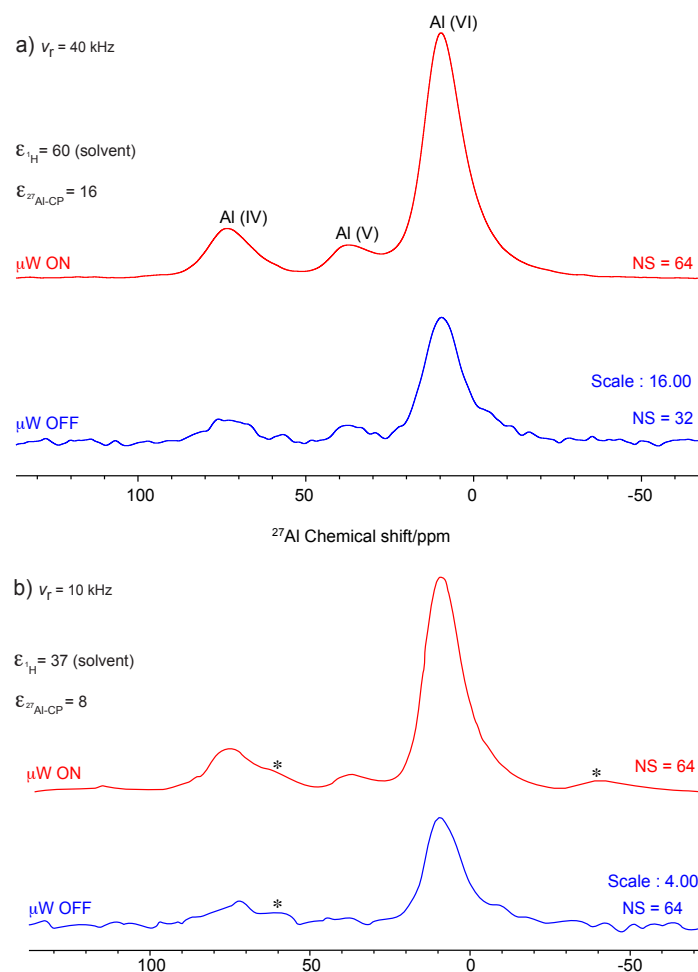 Al (VI)
a) νr = 40 kHz
ε1H = 60 (solvent)
ε27Al-CP = 16
Al (IV)
Al (V)
μW ON
NS = 64
Scale : 16.00
μW OFF
NS = 32
100 50 0 -50
27Al Chemical shift/ppm
b) νr = 10 kHz
ε1H = 37 (solvent)
ε27Al-CP = 8
*
*
μW ON
NS = 64
Scale : 4.00
*
μW OFF
NS = 64
100 50 0 -50